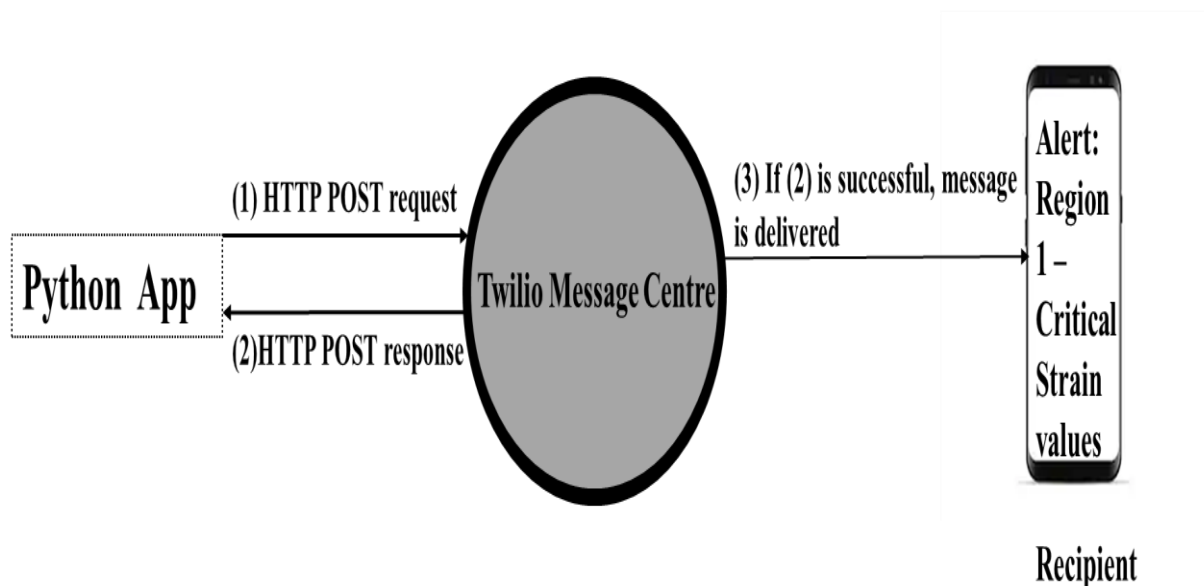 (1) HTTP POST request
Python App
(2)HTTP POST response
Twilio Message Centre
(3) If (2) is successful, message
is delivered
Alert:
Region
1 –
Critical
Strain
values
Recipient